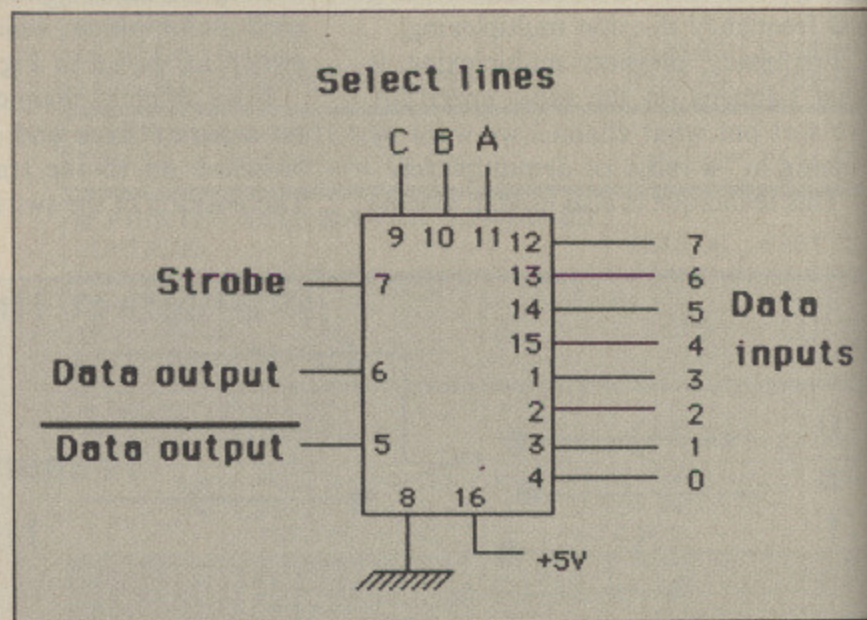 Select lines
C B A
9 10 11 12 7
Strobe 7 13 6
14 5 Data
15 4 inputs
Data output 6 1 3
2 2
Data output 5 3 1
4 0
8 16
+5V